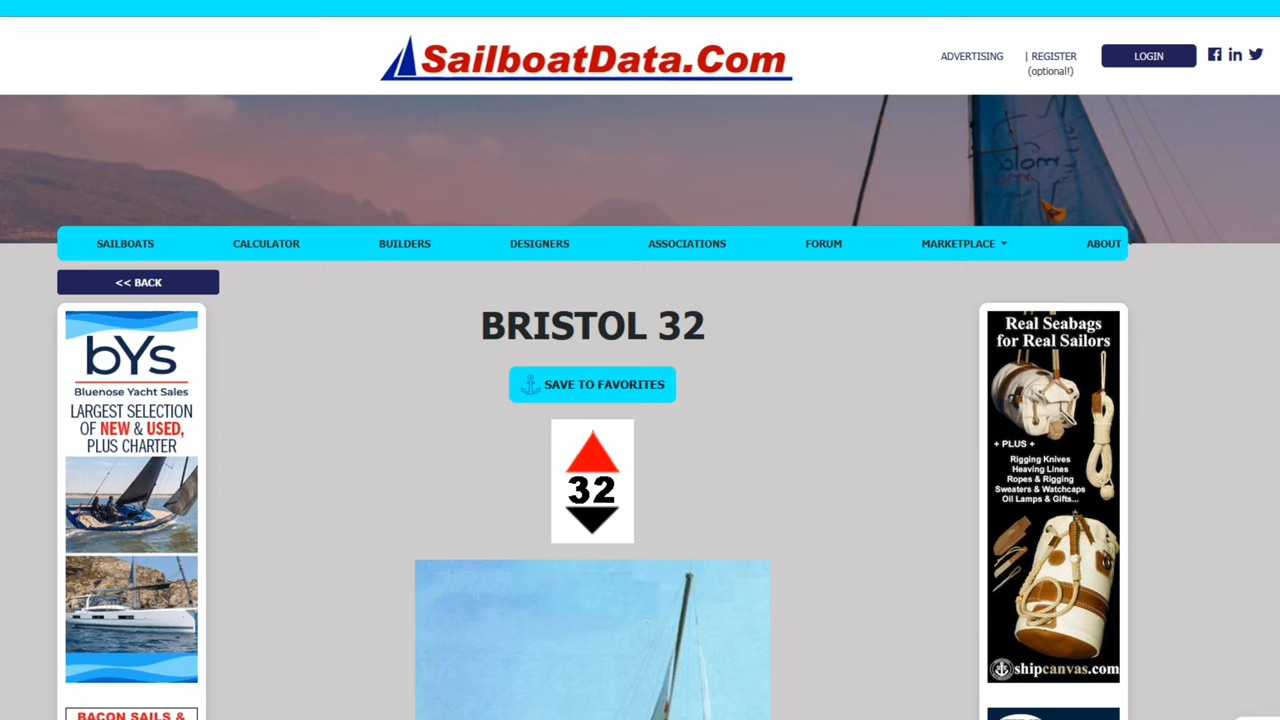 SailboatData.Com
ADVERTISING
| REGISTER
(optional!)
LOGIN
SAILBOATS
CALCULATOR
BUILDERS
DESIGNERS
ASSOCIATIONS
FORUM
MARKETPLACE
ABOUT
<< BACK
BRISTOL 32
SAVE TO FAVORITES
32
bYs
Bluenose Yacht Sales
LARGEST SELECTION
OF NEW & USED,
PLUS CHARTER
BACON SAILS &
Real Seabags
for Real Sailors
+ PLUS +
Rigging Knives
Heaving Lines
Ropes & Rigging
Sweaters & Watchcaps
Oil Lamps & Gifts...
shipcanvas.com